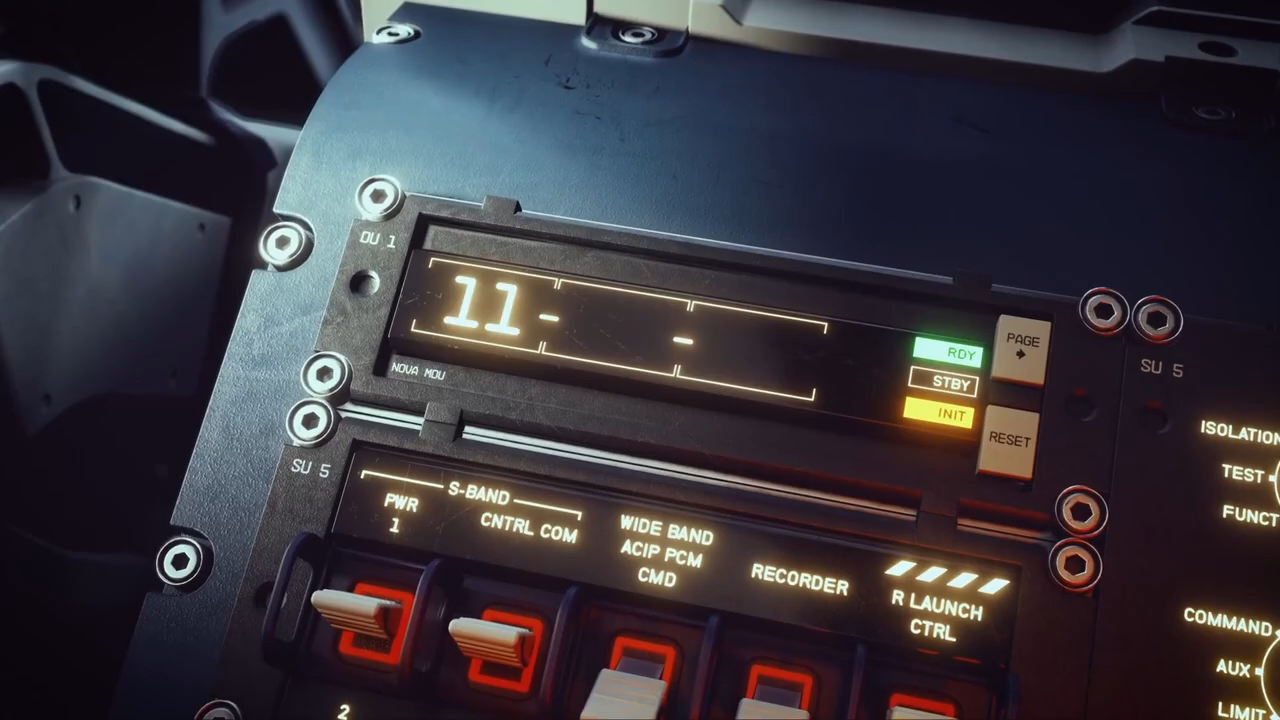 DU 1
11- -
RDY
STBY
INIT
PAGE
RESET
NOVA MOU
SU 5
SU 5
S-BAND
PWR
1
CNTRL COM
WIDE BAND
ACIP PCM
CMD
RECORDER
R LAUNCH
CTRL
2
ISOLATION
TEST
FUNCT
COMMAND
AUX
LIMIT